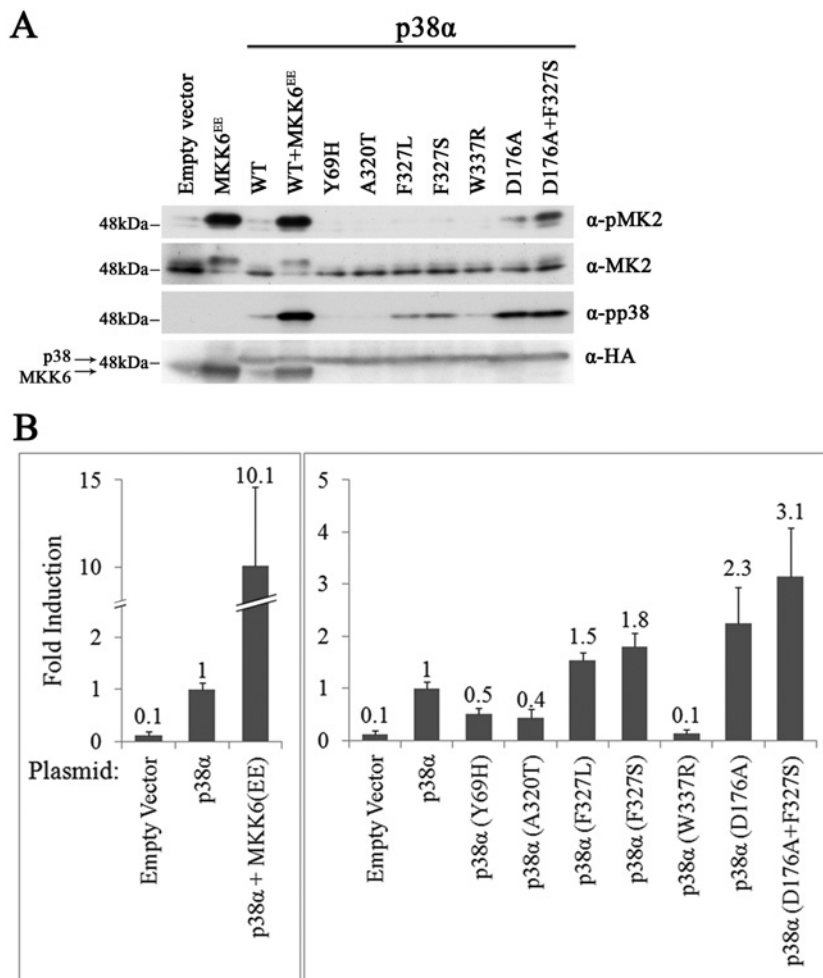 A
p38α
Empty vector
MKK6EE
WT
WT+MKK6EE
Y69H
A320T
F327L
F327S
W337R
D176A
D176A+F327S
48kDa
α-pMK2
48kDa
α-MK2
48kDa
α-pp38
p38
48kDa
α-HA
MKK6
B
Fold Induction
15
10
2
1
0
0.1
1
10.1
Plasmid:
Empty Vector
p38α
p38α + MKK6(EE)
5
4
3
2
1
0
0.1
1
0.5
0.4
1.5
1.8
0.1
2.3
3.1
Empty Vector
p38α
p38α (Y69H)
p38α (A320T)
p38α (F327L)
p38α (F327S)
p38α (W337R)
p38α (D176A)
p38α (D176A+F327S)